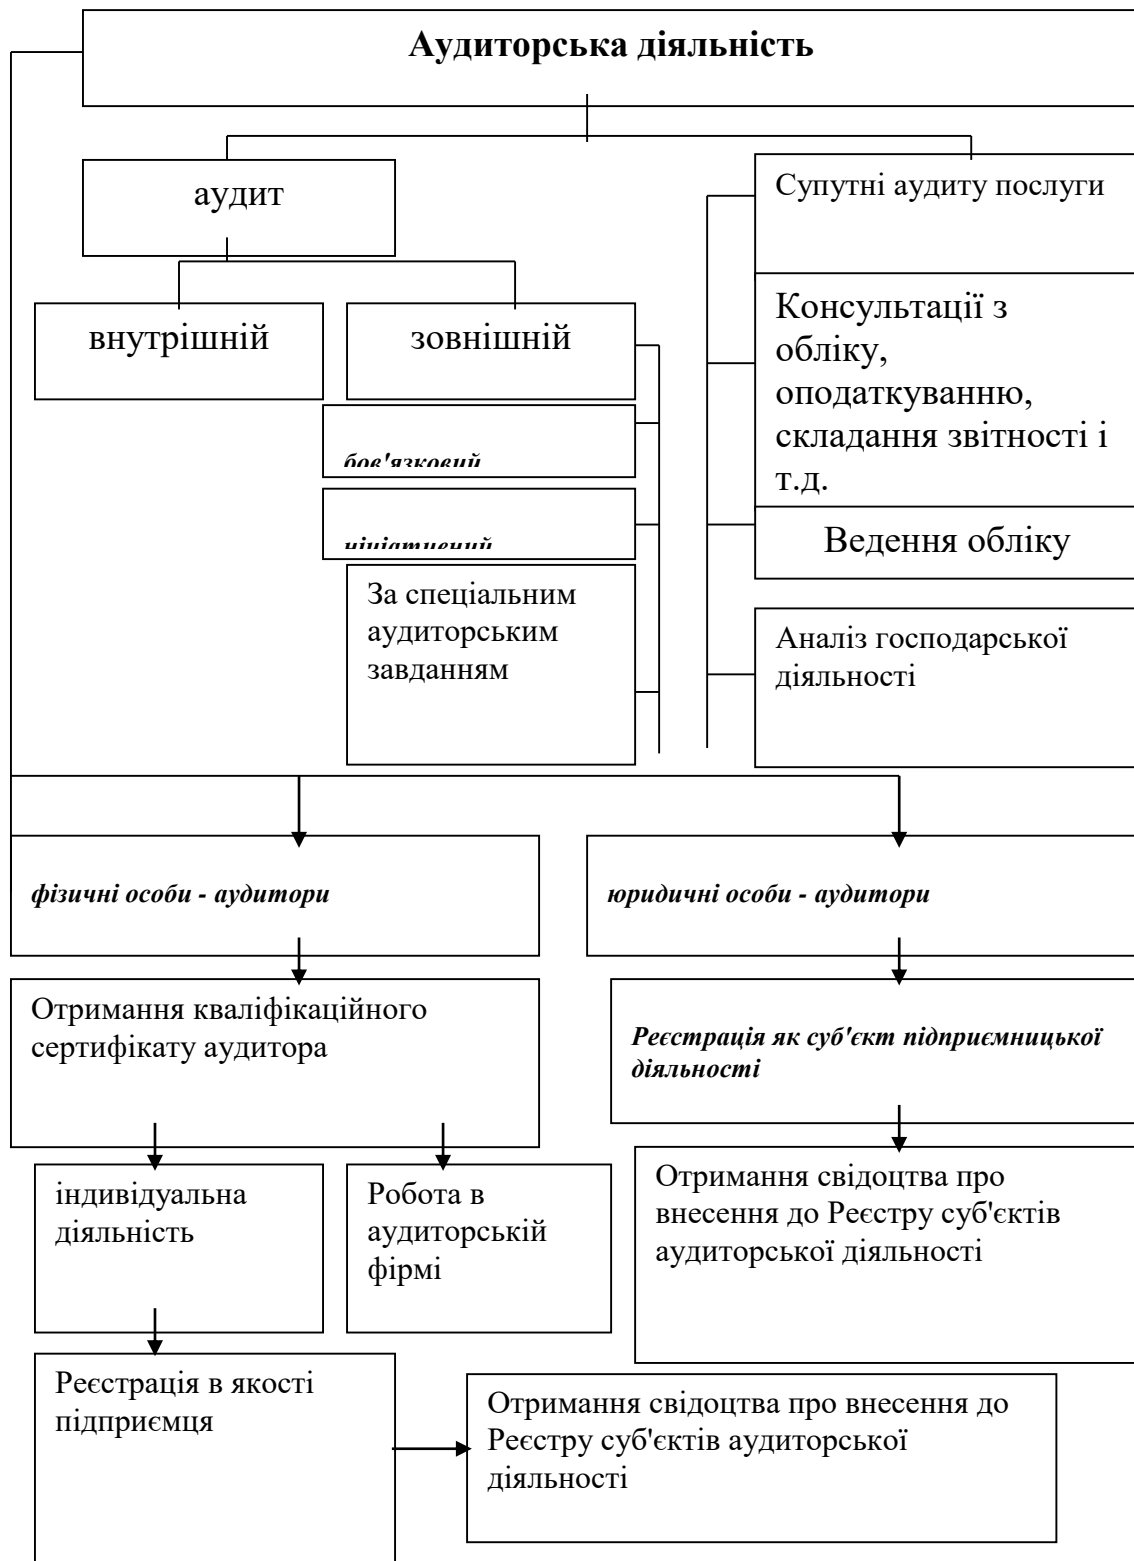 Аудиторська діяльність
аудит
Супутні аудиту послуги
внутрішній
зовнішній
Консультації з
обліку,
оподаткуванню,
складання звітності і
т.д.
бов'язковий
ніціативний
Ведення обліку
За спеціальним
аудиторським
завданням
Аналіз господарської
діяльності
фізичні особи - аудитори
юридичні особи - аудитори
Отримання кваліфікаційного
сертифікату аудитора
Реєстрація як суб'єкт підприємницької
діяльності
індивідуальна
діяльність
Робота в
аудиторській
фірмі
Отримання свідоцтва про
внесення до Реєстру суб'єктів
аудиторської діяльності
Реєстрація в якості
підприємця
Отримання свідоцтва про внесення до
Реєстру суб'єктів аудиторської
діяльності